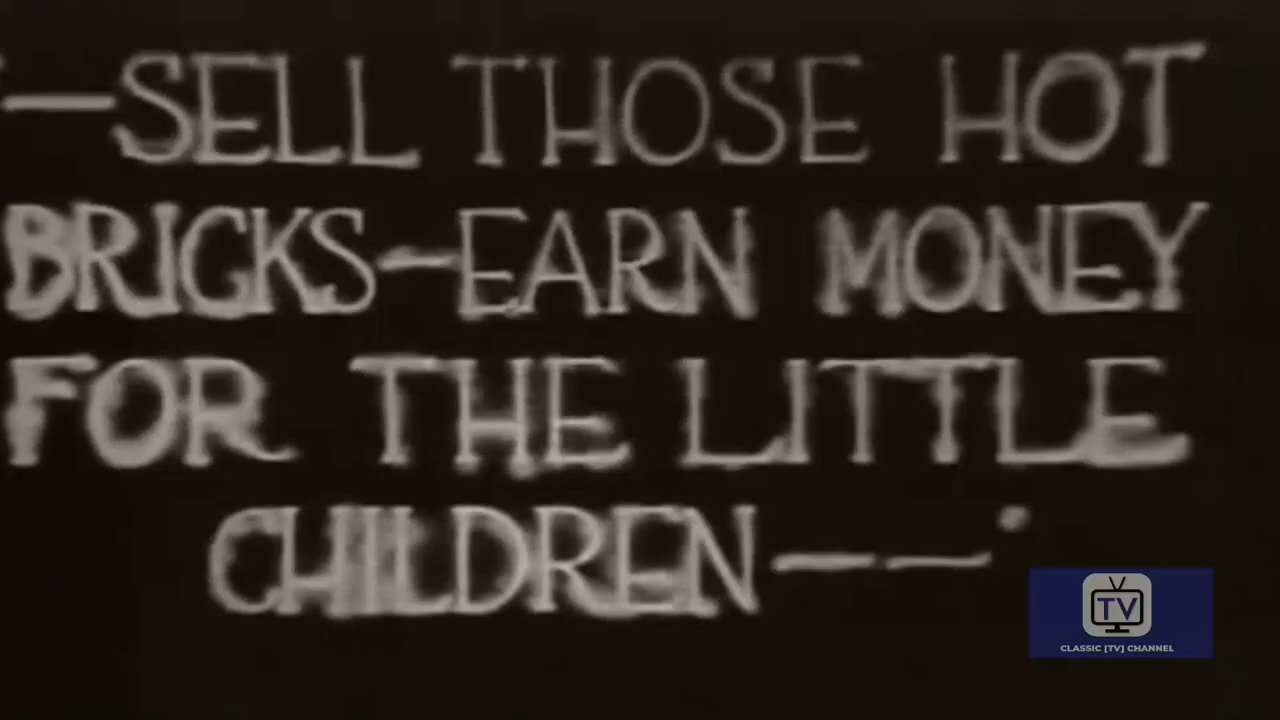 —SELL THOSE HOT
BRICKS—EARN MONEY
FOR THE LITTLE
CHILDREN——"
TV
CLASSIC [TV] CHANNEL